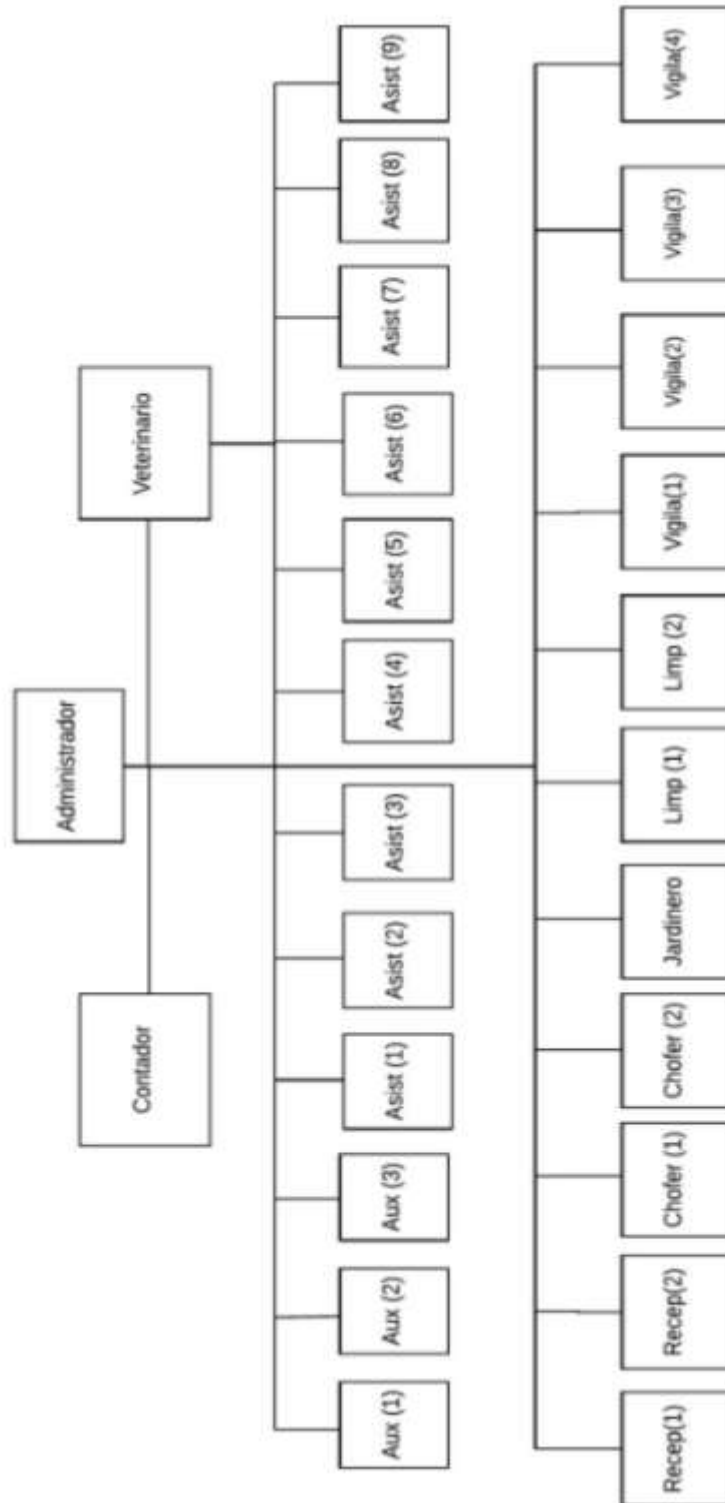 Administrador
Contador
Veterinario
Aux (1)
Aux (2)
Aux (3)
Asist (1)
Asist (2)
Asist (3)
Asist (4)
Asist (5)
Asist (6)
Asist (7)
Asist (8)
Asist (9)
Recep(1)
Recep(2)
Chofer (1)
Chofer (2)
Jardinero
Limp (1)
Limp (2)
Vigila(1)
Vigila(2)
Vigila(3)
Vigila(4)